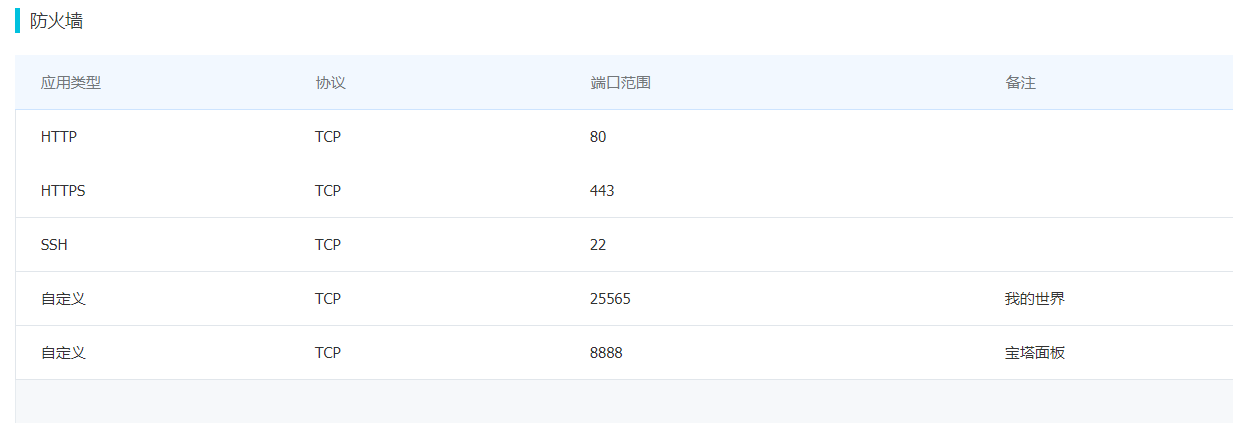 防火墙
应用类型 协议 端口范围 备注
HTTP TCP 80
HTTPS TCP 443
SSH TCP 22
自定义 TCP 25565 我的世界
自定义 TCP 8888 宝塔面板